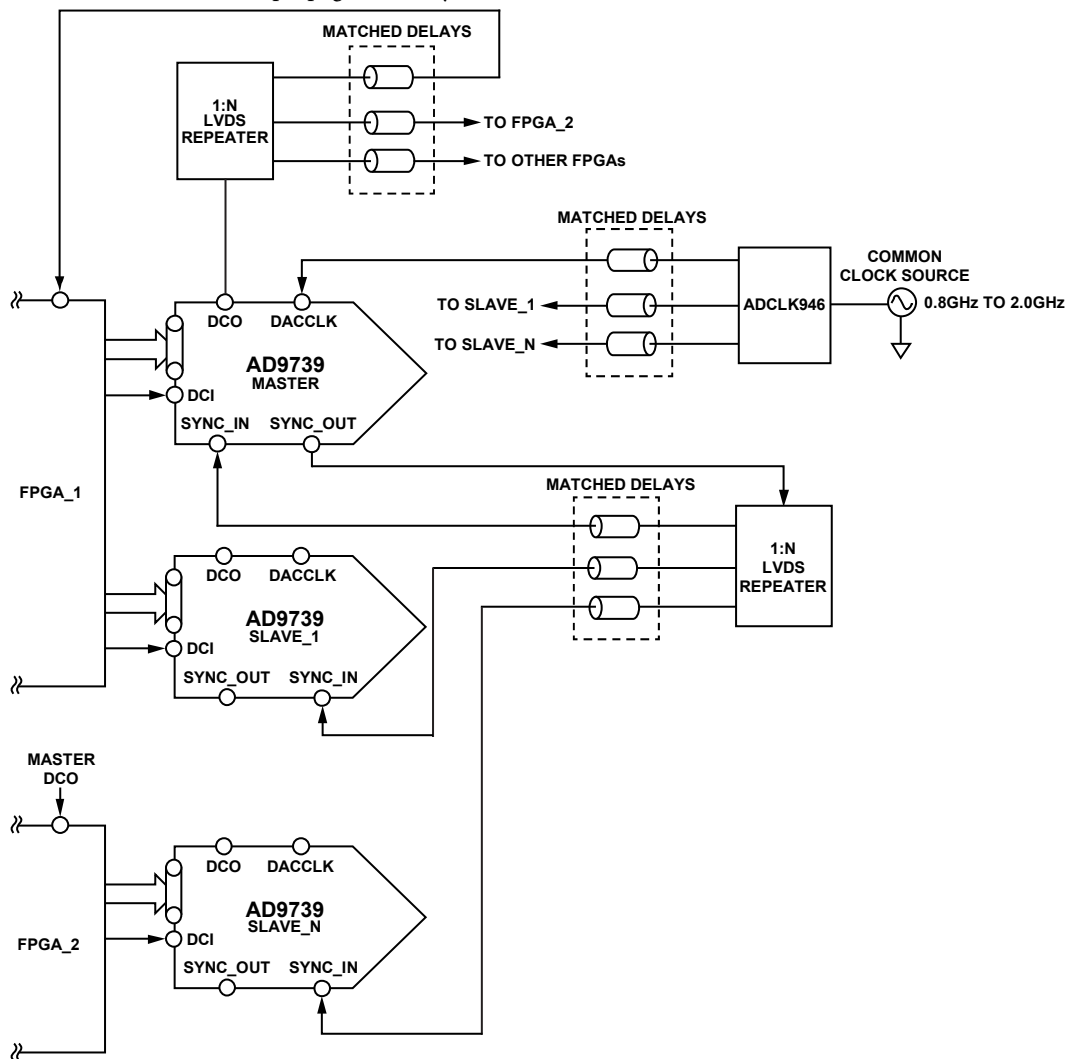 MATCHED DELAYS
1:N
LVDS
REPEATER
TO FPGA_2
TO OTHER FPGAs
MATCHED DELAYS
COMMON
CLOCK SOURCE
ADCLK946
0.8GHz TO 2.0GHz
TO SLAVE_1
TO SLAVE_N
DCO
DACCLK
AD9739
MASTER
DCI
SYNC_IN
SYNC_OUT
FPGA_1
MATCHED DELAYS
1:N
LVDS
REPEATER
DCO
DACCLK
AD9739
SLAVE_1
DCI
SYNC_OUT
SYNC_IN
MASTER
DCO
DCO
DACCLK
AD9739
SLAVE_N
DCI
FPGA_2
SYNC_OUT
SYNC_IN